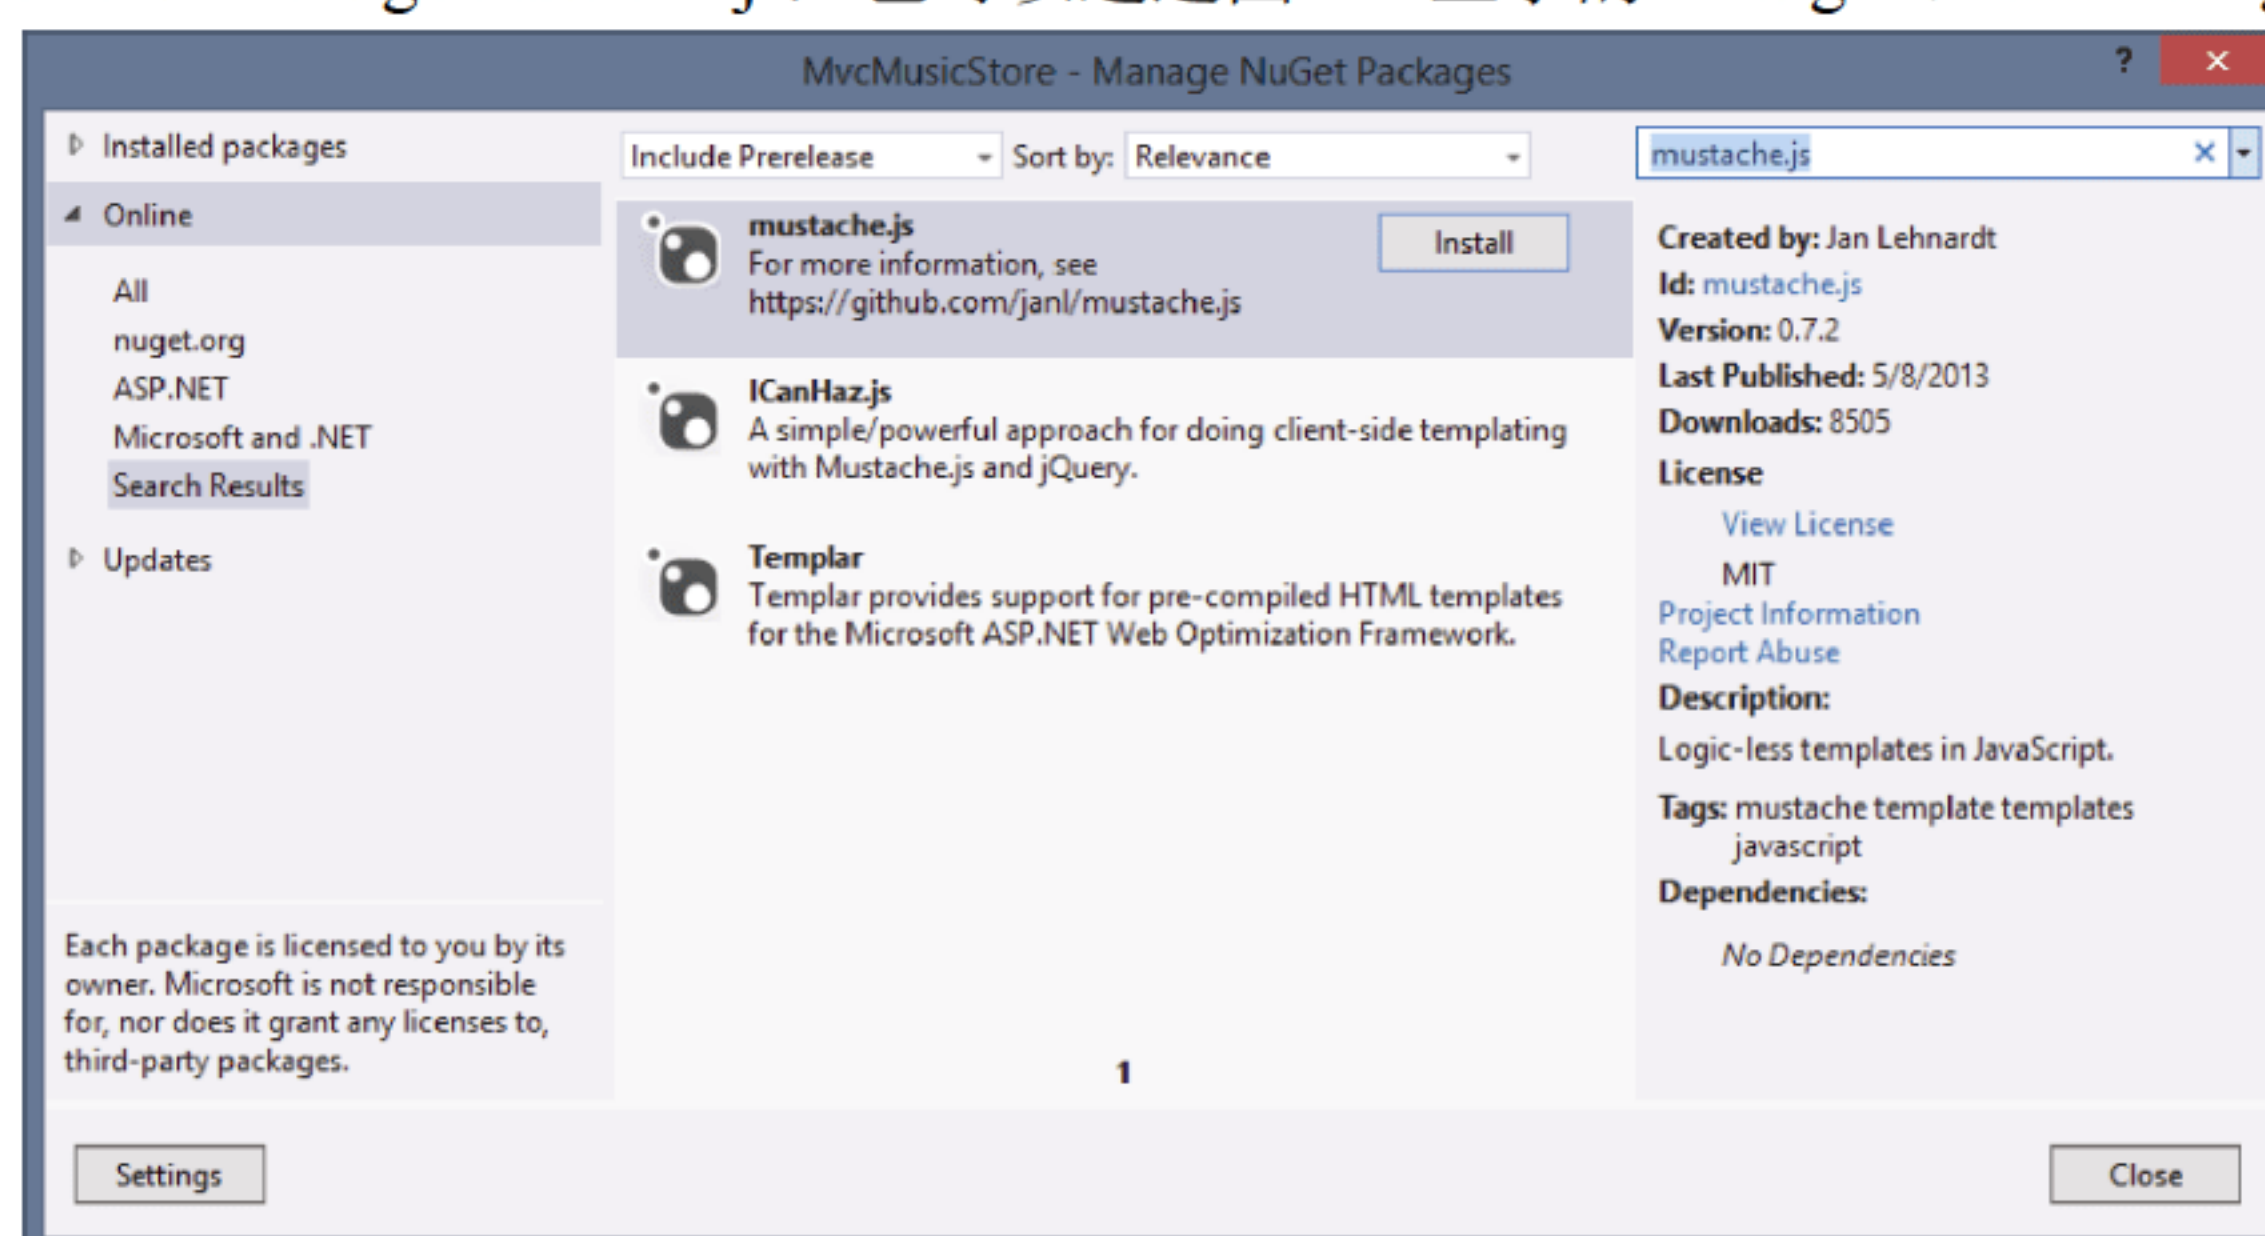 MvcMusicStore - Manage NuGet Packages
?
Installed packages
Online
All
nuget.org
ASP.NET
Microsoft and .NET
Search Results
Updates
Each package is licensed to you by its
owner. Microsoft is not responsible
for, nor does it grant any licenses to,
third-party packages.
Settings
Include Prerelease
Sort by: Relevance
mustache.js
For more information, see
https://github.com/janl/mustache.js
Install
ICanHaz.js
A simple/powerful approach for doing client-side templating
with Mustache.js and jQuery.
Templar
Templar provides support for pre-compiled HTML templates
for the Microsoft ASP.NET Web Optimization Framework.
1
mustache.js
Created by: Jan Lehnardt
Id: mustache.js
Version: 0.7.2
Last Published: 5/8/2013
Downloads: 8505
License
View License
MIT
Project Information
Report Abuse
Description:
Logic-less templates in JavaScript.
Tags: mustache template templates
javascript
Dependencies:
No Dependencies
Close